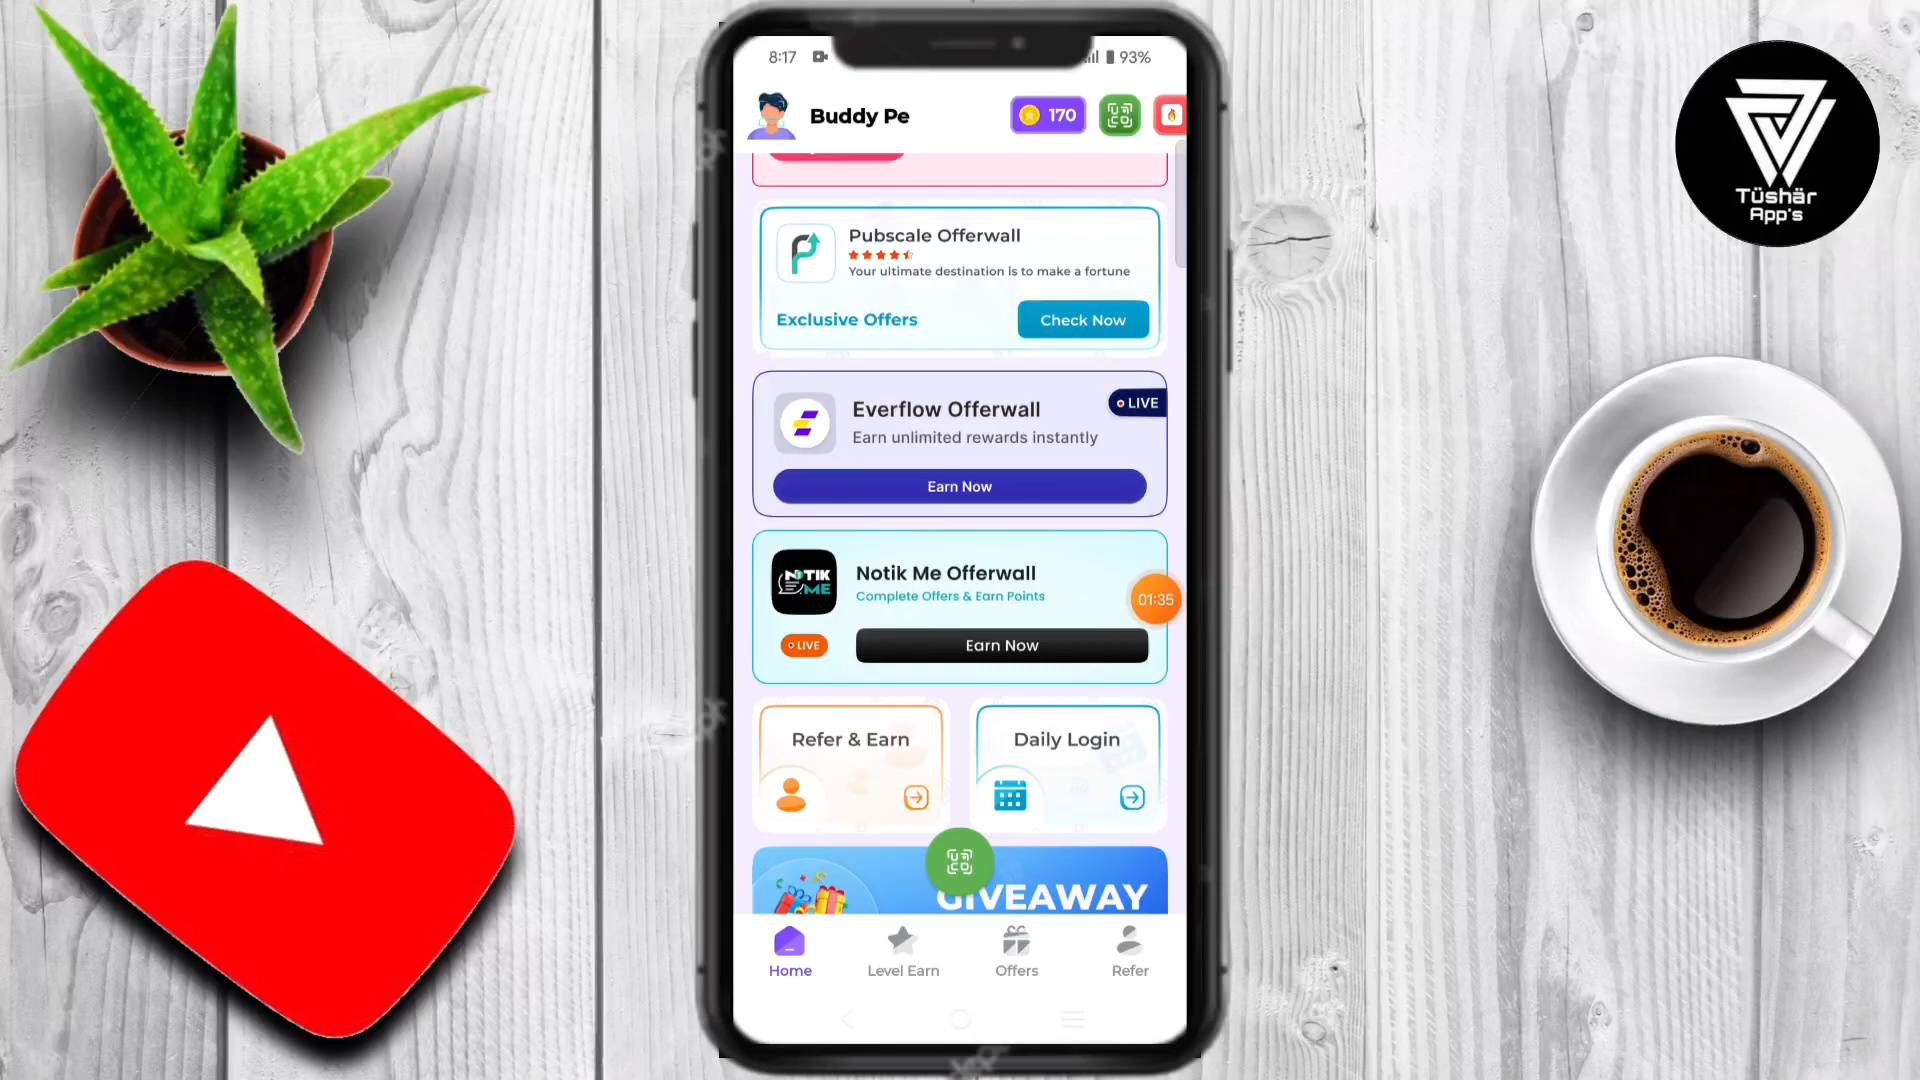 8:17
93%
Buddy Pe
170
Tüshär
App's
Pubscale Offerwall
Your ultimate destination is to make a fortune
Exclusive Offers
Check Now
Everflow Offerwall
LIVE
Earn unlimited rewards instantly
Earn Now
NOTIK
ME
Notik Me Offerwall
Complete Offers & Earn Points
01:35
LIVE
Earn Now
Refer & Earn
Daily Login
GIVEAWAY
Home
Level Earn
Offers
Refer